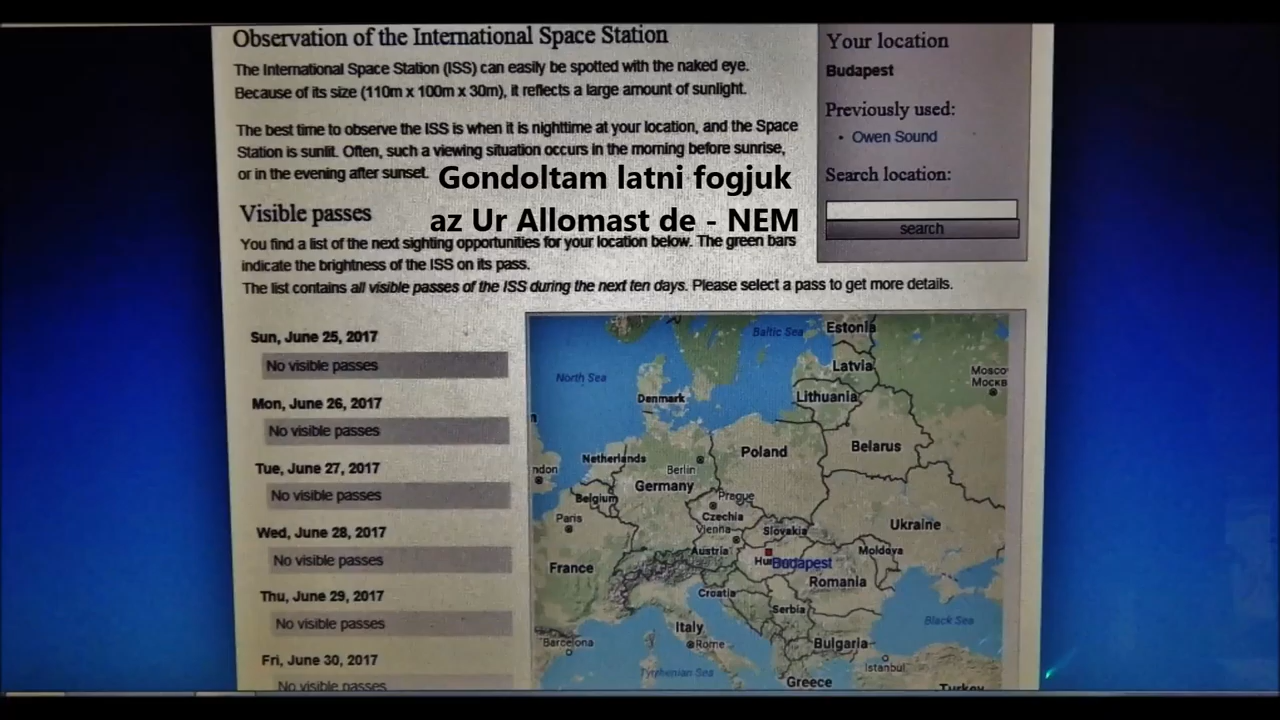 Observation of the International Space Station
The International Space Station (ISS) can easily be spotted with the naked eye.
Because of its size (110m x 100m x 30m), it reflects a large amount of sunlight.
The best time to observe the ISS is when it is nighttime at your location, and the Space
Station is sunlit. Often, such a viewing situation occurs in the morning before sunrise,
or in the evening after sunset.
Gondoltam latni fogjuk
az Ur Allomast de - NEM
Visible passes
You find a list of the next sighting opportunities for your location below. The green bars
indicate the brightness of the ISS on its pass.
The list contains all visible passes of the ISS during the next ten days. Please select a pass to get more details.
Your location
Budapest
Previously used:
• Owen Sound
Search location:
search
Sun, June 25, 2017
No visible passes
Mon, June 26, 2017
No visible passes
Tue, June 27, 2017
No visible passes
Wed, June 28, 2017
No visible passes
Thu, June 29, 2017
No visible passes
Fri, June 30, 2017
No visible passes
Baltic Sea
Estonia
North Sea
Latvia
Mosco
Москв
Denmark
Lithuania
Belarus
Poland
Netherlands
ndon
Berlin
Germany
Belgium
Prague
Paris
Czechia
Ukraine
Vienna
Slovakia
Austria
Moldova
Hu
Budapest
France
Romania
Croatia
Serbia
Black Sea
Italy
Barcelona
Rome
Bulgaria
Istanbul
Tyrrhenian Sea
Greece
Turkey